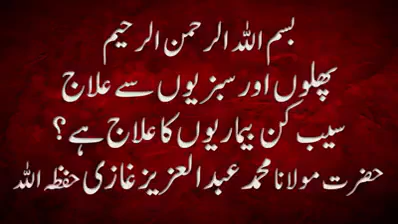 بسم اللہ الرحمن الرحیم
پھلوں اور سبزیوں سے علاج
سیب کن بیماریوں کا علاج ہے؟
حضرت مولانا محمد عبدالعزیز غازی حفظہ اللہ